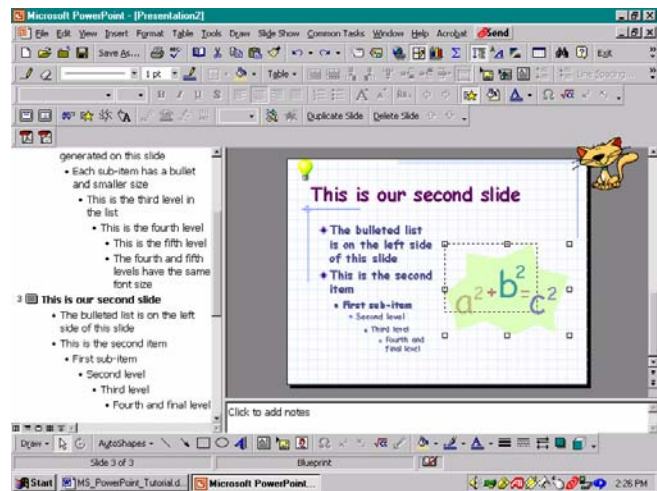 Microsoft PowerPoint - [Presentation2]
File Edit View Insert Format Table Tools Draw Slide Show Common Tasks Window Help Acrobat Send
Save As... Σ Exit
1 pt Table Line Spacing...
B I U S A A Ω √α
Duplicate Slide Delete Slide
generated on this slide
• Each sub-item has a bullet
and smaller size
• This is the third level in
the list
• This is the fourth level
• This is the fifth level
• The fourth and fifth
levels have the same
font size
3 This is our second slide
• The bulleted list is on the left
side of this slide
• This is the second item
• First sub-item
• Second level
• Third level
• Fourth and final level
This is our second slide
The bulleted list
is on the left side
of this slide
This is the second
item
• First sub-item
• Second level
• Third level
• Fourth and
final level
a² + b² = c²
Click to add notes
Draw AutoShapes Ω √α A
Slide 3 of 3 Blueprint
Start MS_PowerPoint_Tutorial.d... Microsoft PowerPoint... 2:26 PM